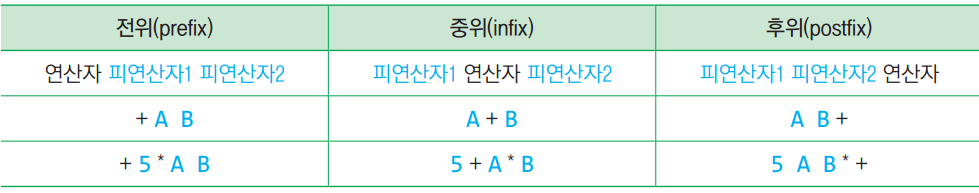 전위(prefix) 중위(infix) 후위(postfix)
연산자 피연산자1 피연산자2 피연산자1 연산자 피연산자2 피연산자1 피연산자2 연산자
+ A B A + B A B +
+ 5 * A B 5 + A * B 5 A B * +